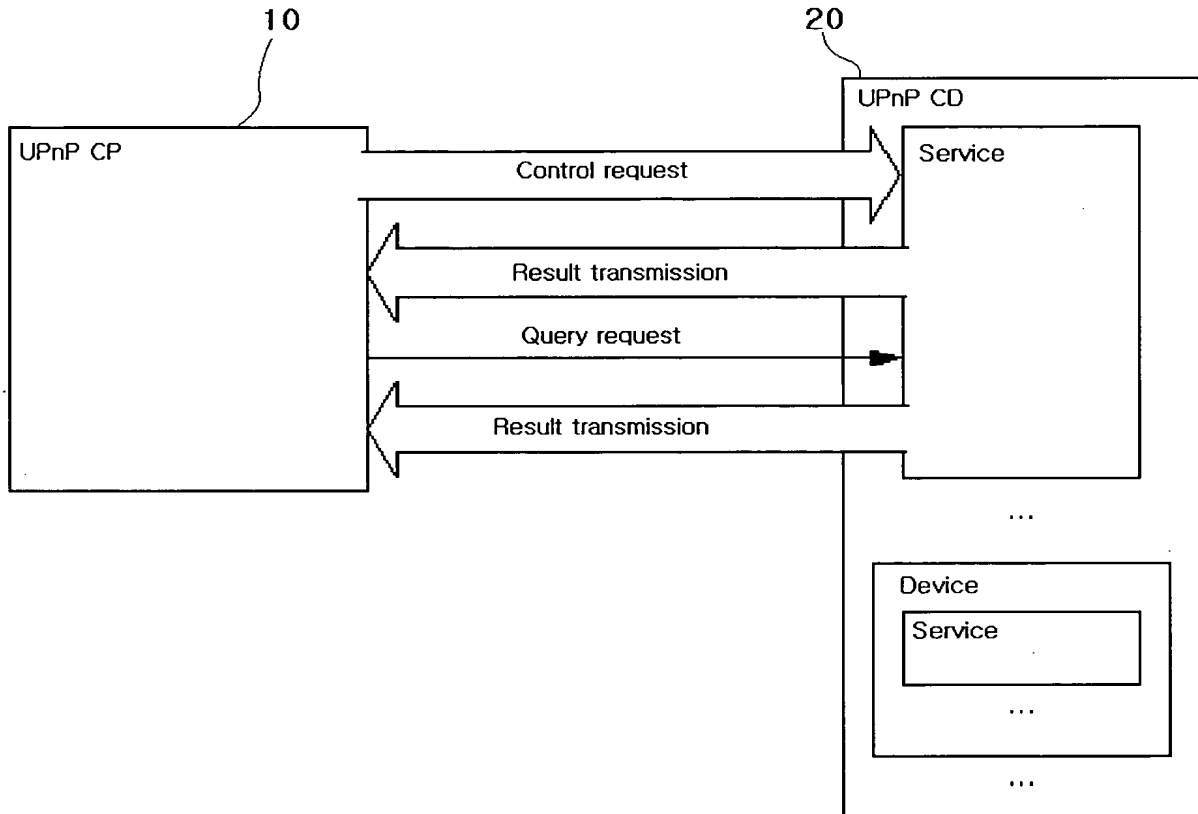 10
20
UPnP CP
UPnP CD
Service
Control request
Result transmission
Query request
Result transmission
...
Device
Service
...
...